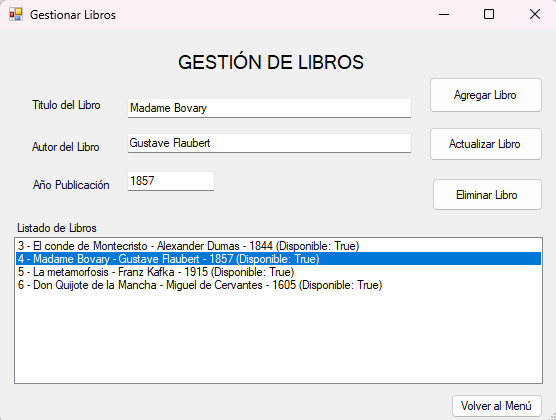 Gestionar Libros
GESTIÓN DE LIBROS
Titulo del Libro
Madame Bovary
Agregar Libro
Autor del Libro
Gustave Flaubert
Actualizar Libro
Año Publicación
1857
Eliminar Libro
Listado de Libros
3 - El conde de Montecristo - Alexander Dumas - 1844 (Disponible: True)
4 - Madame Bovary - Gustave Flaubert - 1857 (Disponible: True)
5 - La metamorfosis - Franz Kafka - 1915 (Disponible: True)
6 - Don Quijote de la Mancha - Miguel de Cervantes - 1605 (Disponible: True)
Volver al Menú